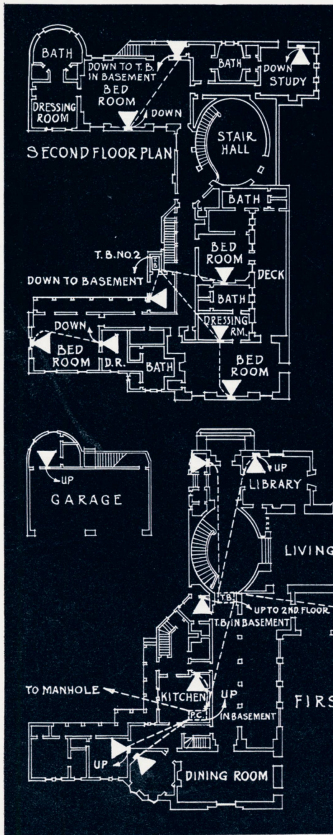 BATH
DOWN TO T.B.
IN BASEMENT
BED
ROOM
DOWN
BATH
DOWN
STUDY
DRESSING
ROOM
STAIR
HALL
SECOND FLOOR PLAN
BATH
T.B. NO.2
DOWN TO BASEMENT
BED
ROOM
DECK
BATH
DOWN
BED
ROOM
D.R.
BATH
DRESSING
RM.
BED
ROOM
UP
GARAGE
UP
LIBRARY
LIVING
T.B.
UP TO 2ND. FLOOR
T.B. IN BASEMENT
TO MANHOLE
KITCHEN
UP
P.C.
IN BASEMENT
FIRS
UP
DINING ROOM